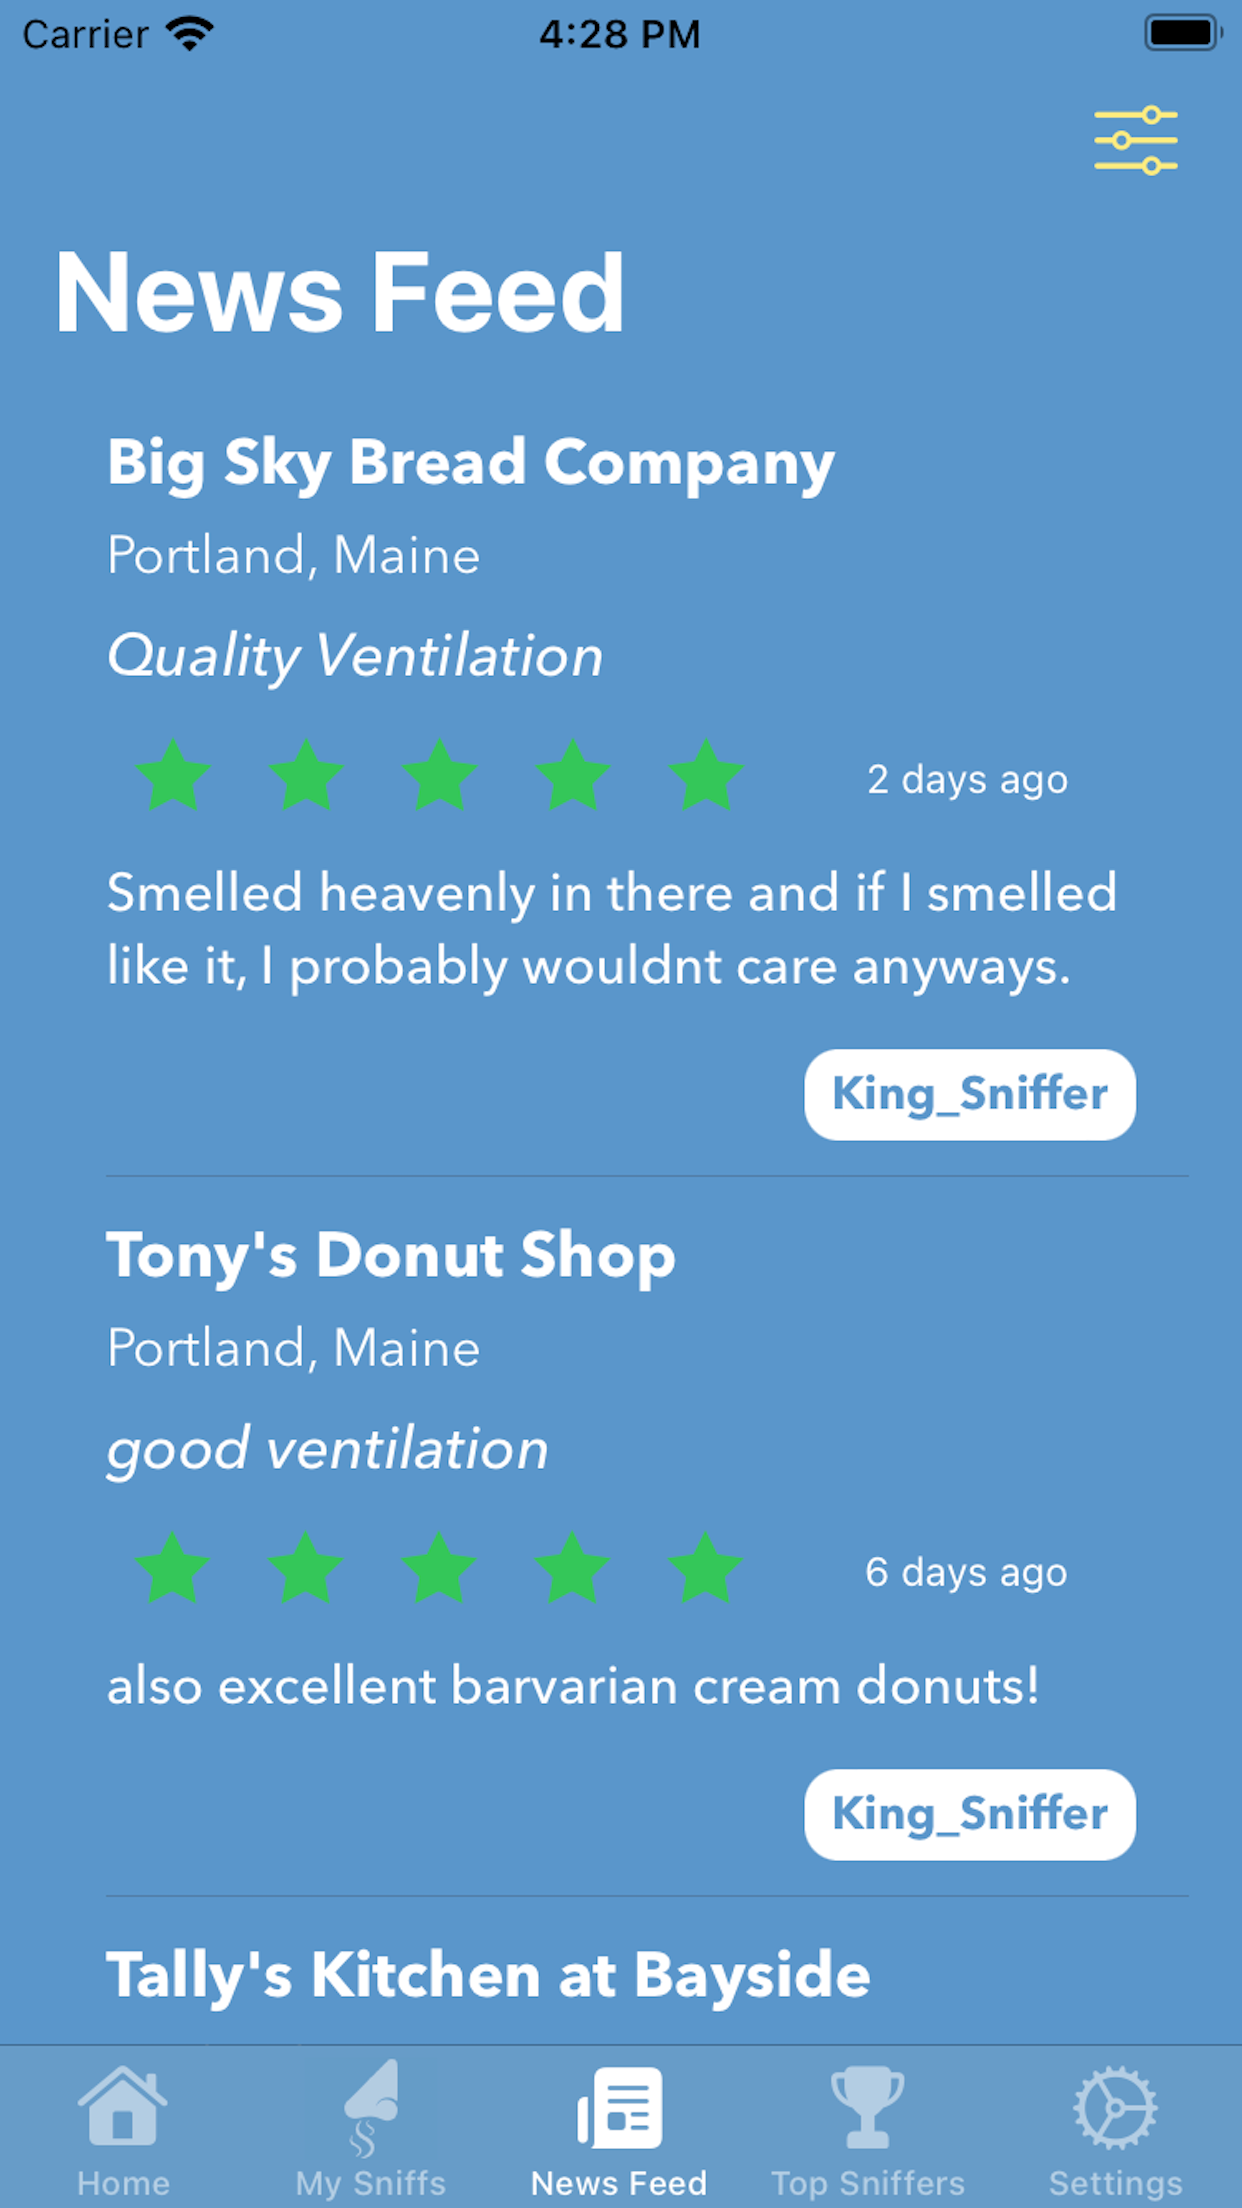 Carrier 4:28 PM
News Feed
Big Sky Bread Company
Portland, Maine
Quality Ventilation
2 days ago
Smelled heavenly in there and if I smelled
like it, I probably wouldnt care anyways.
King_Sniffer
Tony's Donut Shop
Portland, Maine
good ventilation
6 days ago
also excellent barvarian cream donuts!
King_Sniffer
Tally's Kitchen at Bayside
Home My Sniffs News Feed Top Sniffers Settings